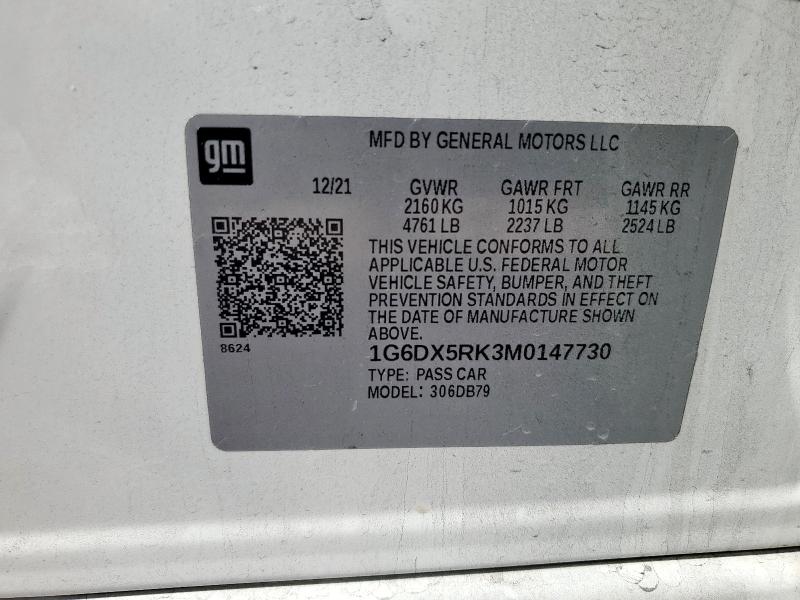 gm
MFD BY GENERAL MOTORS LLC
12/21 GVWR GAWR FRT GAWR RR
2160 KG 1015 KG 1145 KG
4761 LB 2237 LB 2524 LB
THIS VEHICLE CONFORMS TO ALL
APPLICABLE U.S. FEDERAL MOTOR
VEHICLE SAFETY, BUMPER, AND THEFT
PREVENTION STANDARDS IN EFFECT ON
THE DATE OF MANUFACTURE SHOWN
ABOVE.
8624
1G6DX5RK3M0147730
TYPE: PASS CAR
MODEL: 306DB79